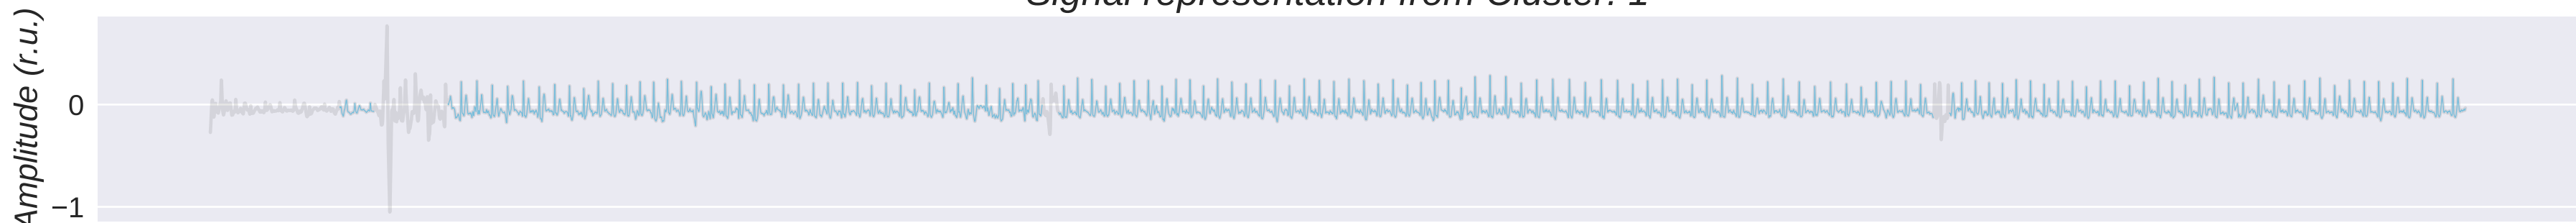 Signal representation from Cluster: 1
Amplitude (r.u.)
0
−1